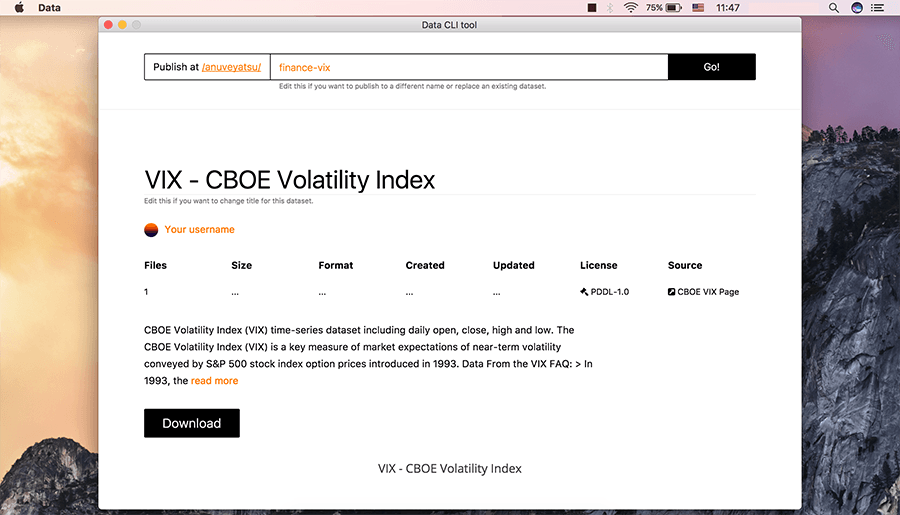 Data
75%
11:47
Data CLI tool
Publish at /anuveyatsu/
finance-vix
Go!
Edit this if you want to publish to a different name or replace an existing dataset.
VIX - CBOE Volatility Index
Edit this if you want to change title for this dataset.
Your username
Files Size Format Created Updated License Source
1 ... ... ... ... PDDL-1.0 CBOE VIX Page
CBOE Volatility Index (VIX) time-series dataset including daily open, close, high and low. The
CBOE Volatility Index (VIX) is a key measure of market expectations of near-term volatility
conveyed by S&P 500 stock index option prices introduced in 1993. Data From the VIX FAQ: > In
1993, the read more
Download
VIX - CBOE Volatility Index